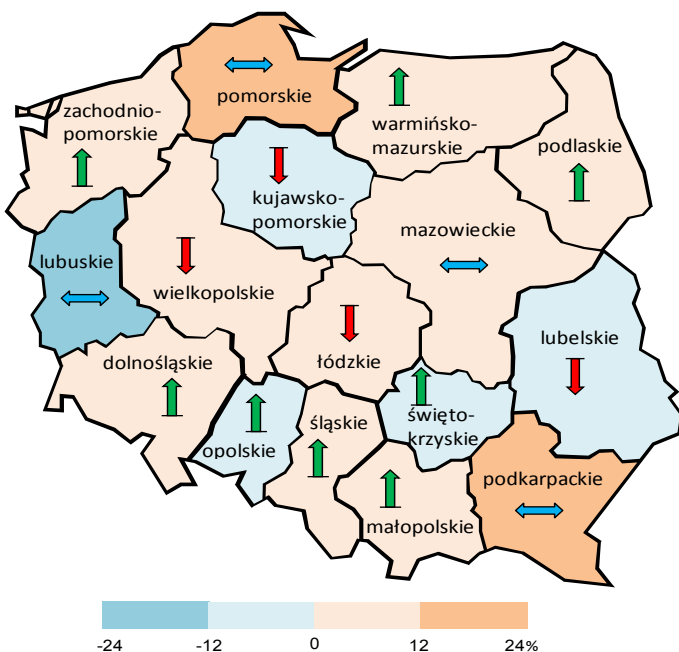 pomorskie
zachodnio-
pomorskie
warmińsko-
mazurskie
podlaskie
kujawsko-
pomorskie
mazowieckie
lubuskie
wielkopolskie
lubelskie
dolnośląskie
łódzkie
święto-
krzyskie
śląskie
opolskie
podkarpackie
małopolskie
-24 -12 0 12 24%